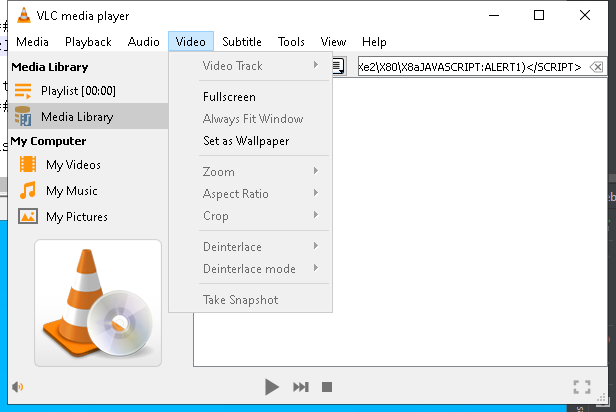 VLC media player
Media Playback Audio Video Subtitle Tools View Help
Media Library
Playlist [00:00]
Media Library
My Computer
My Videos
My Music
My Pictures
Video Track
Fullscreen
Always Fit Window
Set as Wallpaper
Zoom
Aspect Ratio
Crop
Deinterlace
Deinterlace mode
Take Snapshot
Xe2\X80\X8aJAVASCRIPT:ALERT1)</SCRIPT>